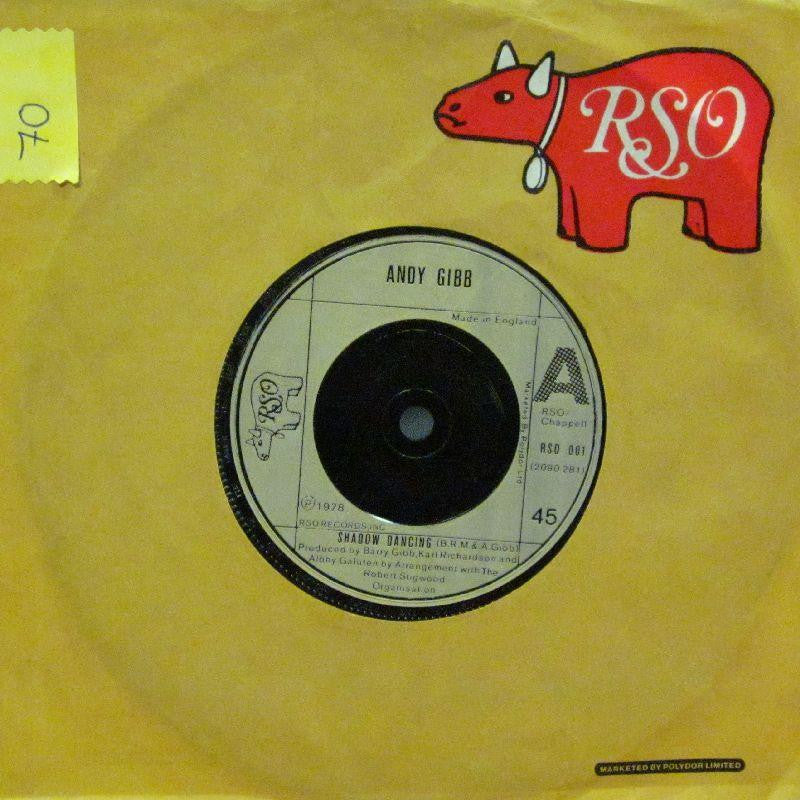 70
RSO
ANDY GIBB
Made in England
A
RSO
RSO/
Chappell
Marketed By Polydor Ltd
RSO 001
(2090 281)
℗1978
45
RSO RECORDS, INC
SHADOW DANCING (B.R.M & A.Gibb)
Produced by Barry Gibb, Karl Richardson and
Albhy Galuten by Arrangement with The
Robert Stigwood
Organisation
MARKETED BY POLYDOR LIMITED